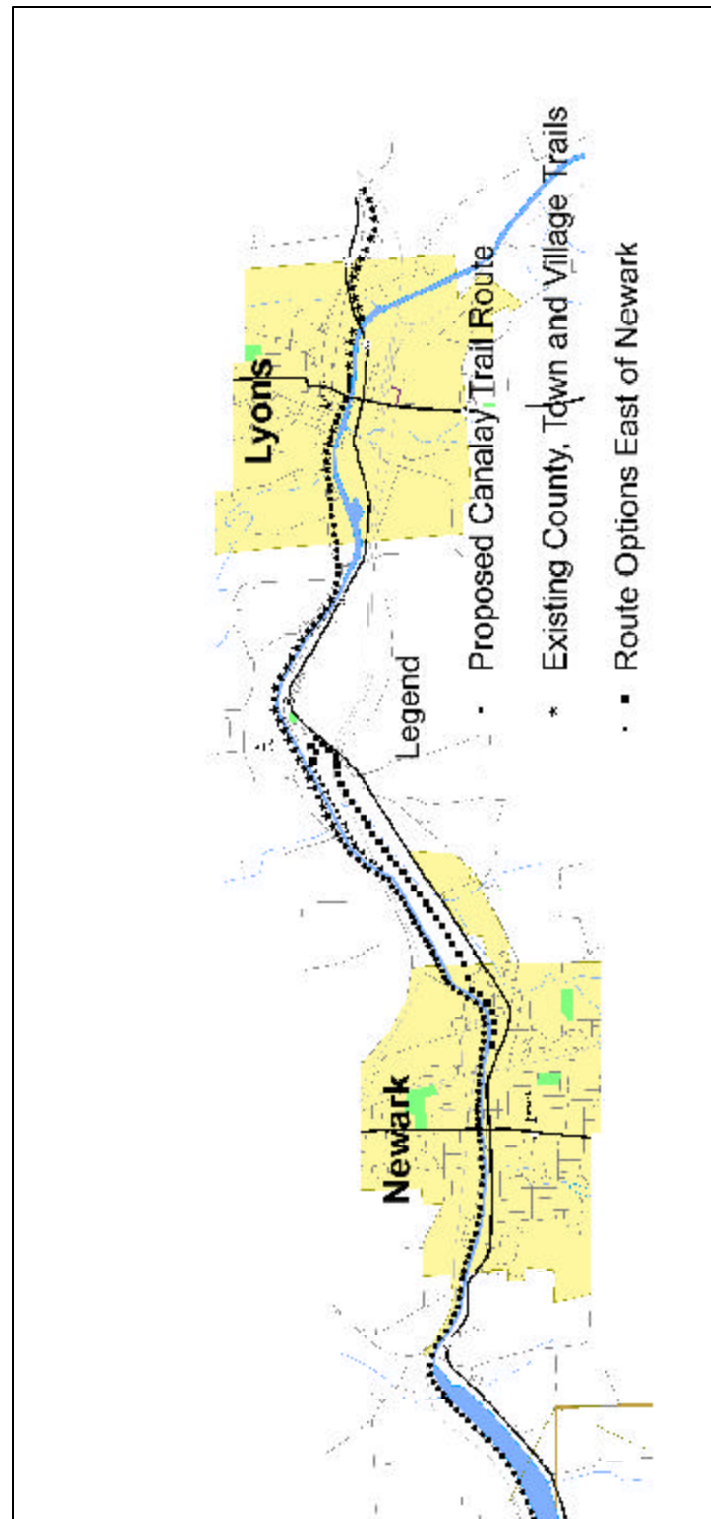 Lyons
Newark
Legend
Proposed Canalay Trail Route
* Existing County, Town and Village Trails
Route Options East of Newark